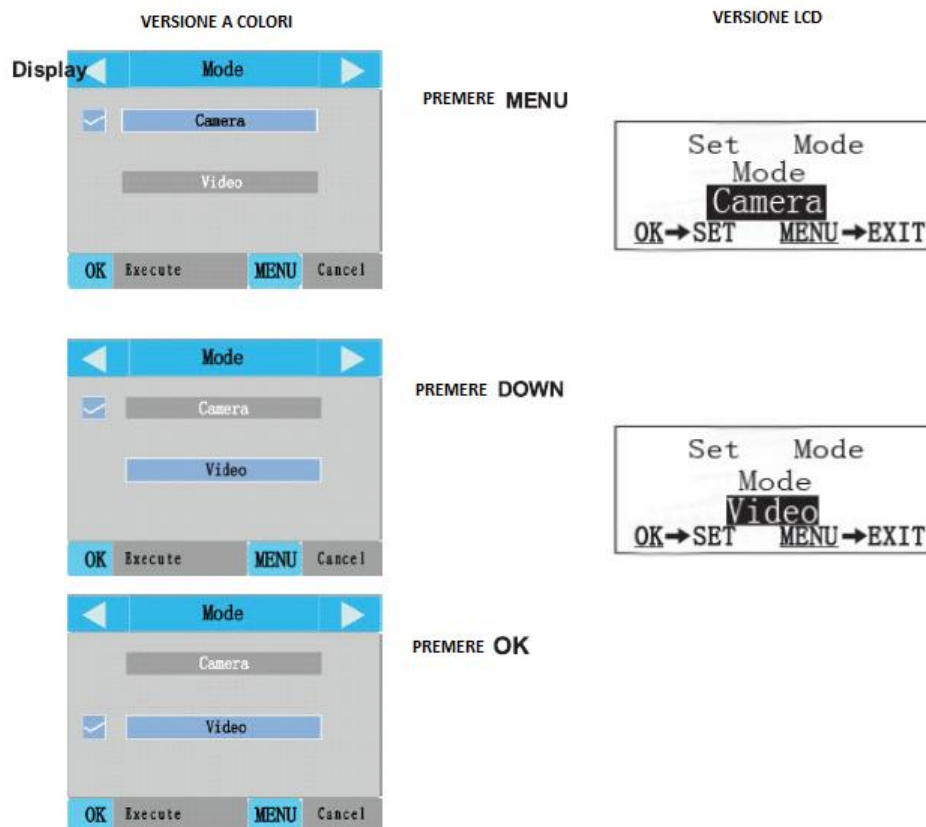 VERSIONE A COLORI
VERSIONE LCD
Display
Mode
Camera
Video
OK Execute MENU Cancel
PREMERE MENU
Set Mode
Mode
Camera
OK→SET MENU→EXIT
Mode
Camera
Video
OK Execute MENU Cancel
PREMERE DOWN
Set Mode
Mode
Video
OK→SET MENU→EXIT
Mode
Camera
Video
OK Execute MENU Cancel
PREMERE OK